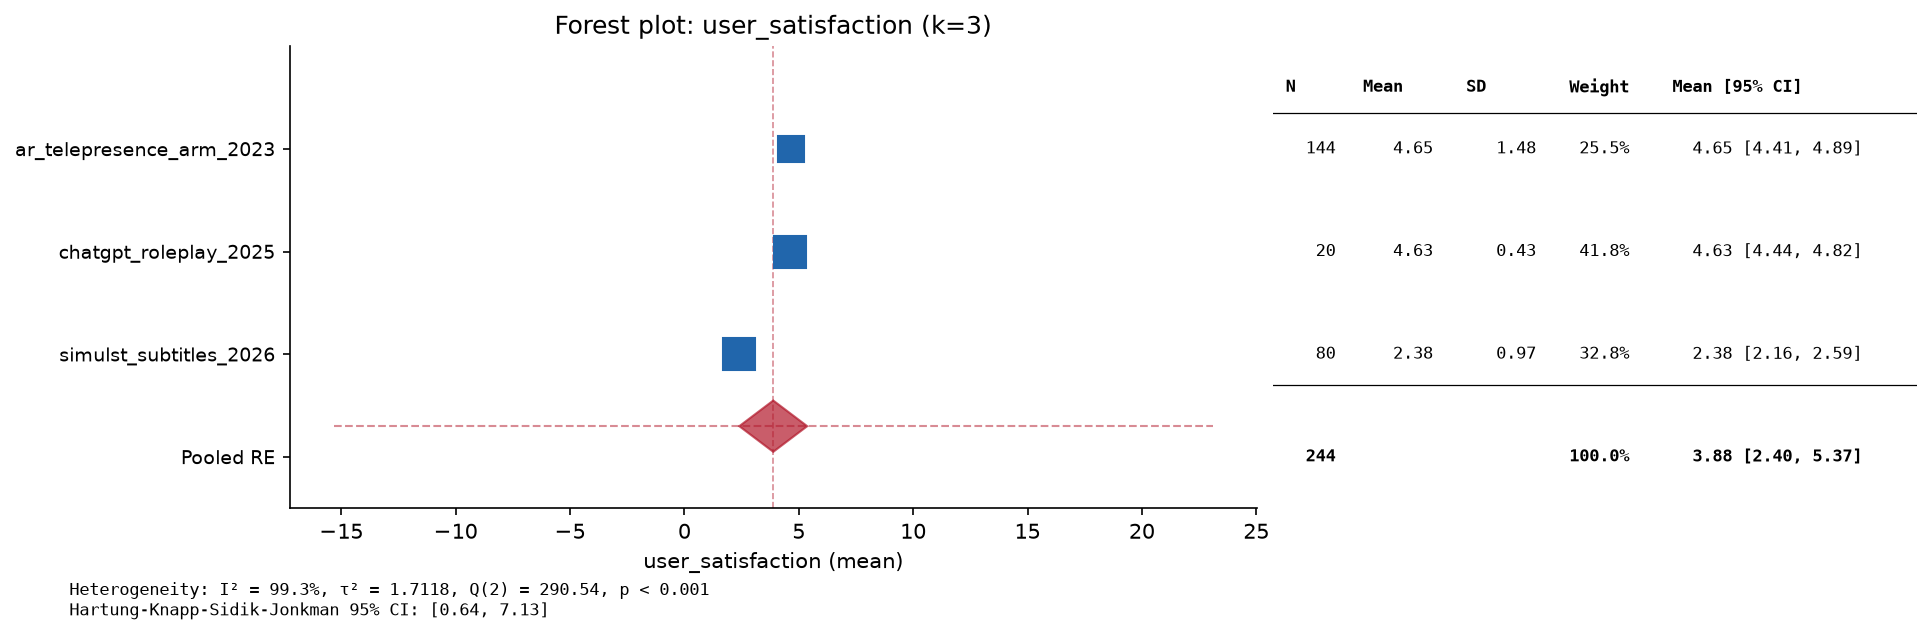 Forest plot: user_satisfaction (k=3)
N Mean SD Weight Mean [95% CI]
ar_telepresence_arm_2023 144 4.65 1.48 25.5% 4.65 [4.41, 4.89]
chatgpt_roleplay_2025 20 4.63 0.43 41.8% 4.63 [4.44, 4.82]
simulst_subtitles_2026 80 2.38 0.97 32.8% 2.38 [2.16, 2.59]
Pooled RE 244 100.0% 3.88 [2.40, 5.37]
−15 −10 −5 0 5 10 15 20 25
user_satisfaction (mean)
Heterogeneity: I² = 99.3%, τ² = 1.7118, Q(2) = 290.54, p < 0.001
Hartung-Knapp-Sidik-Jonkman 95% CI: [0.64, 7.13]